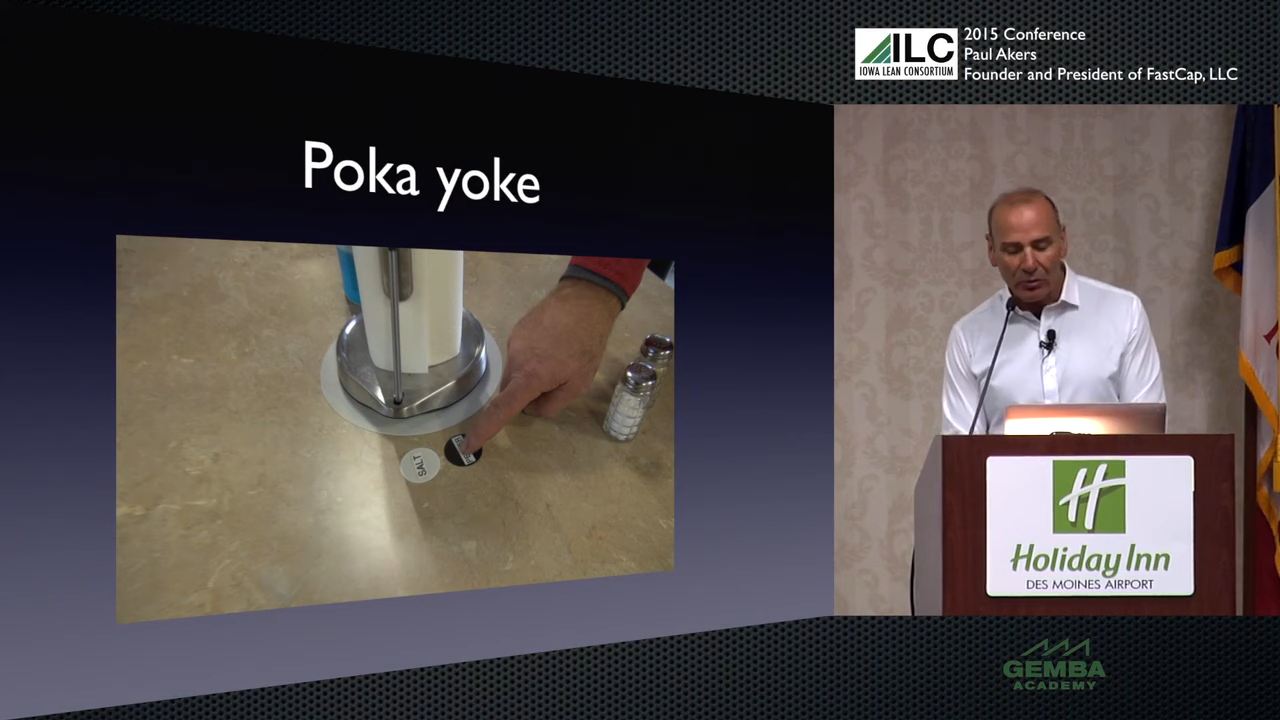 Poka yoke
SALT
ILC
IOWA LEAN CONSORTIUM
2015 Conference
Paul Akers
Founder and President of FastCap, LLC
H
Holiday Inn
DES MOINES AIRPORT
GEMBA
ACADEMY